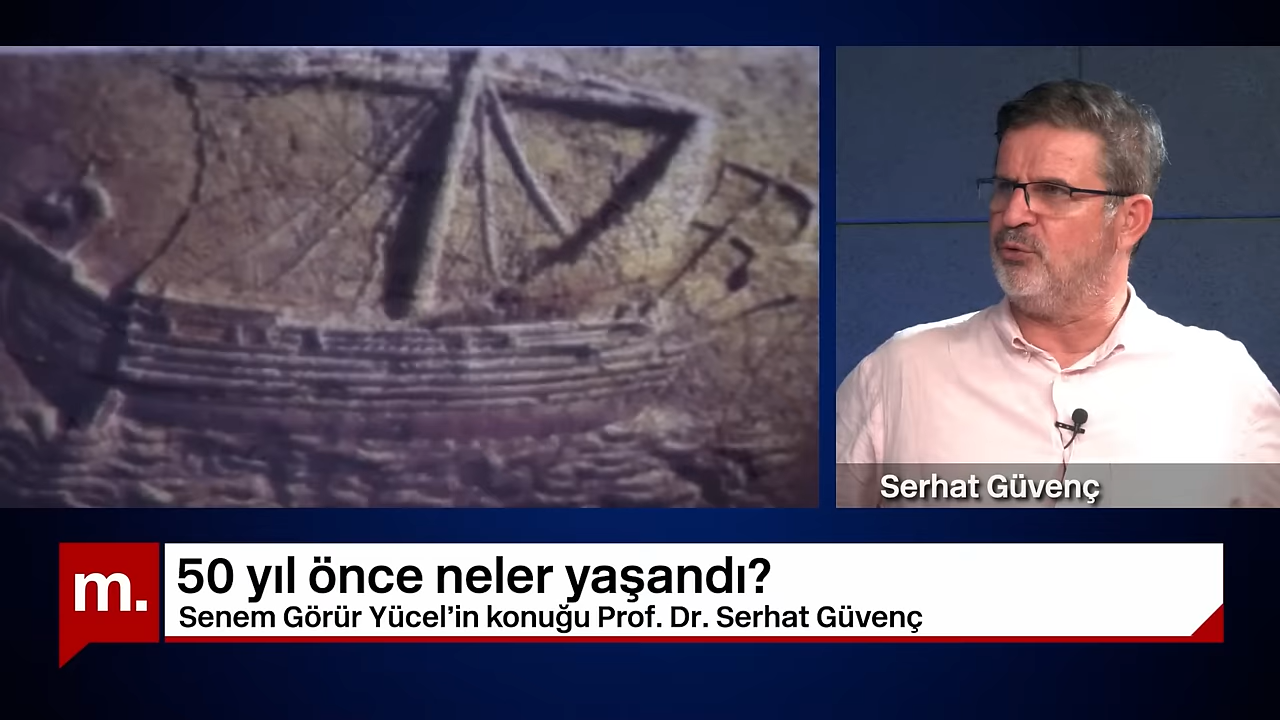 Serhat Güvenç
m.
50 yıl önce neler yaşandı?
Senem Görür Yücel'in konuğu Prof. Dr. Serhat Güvenç